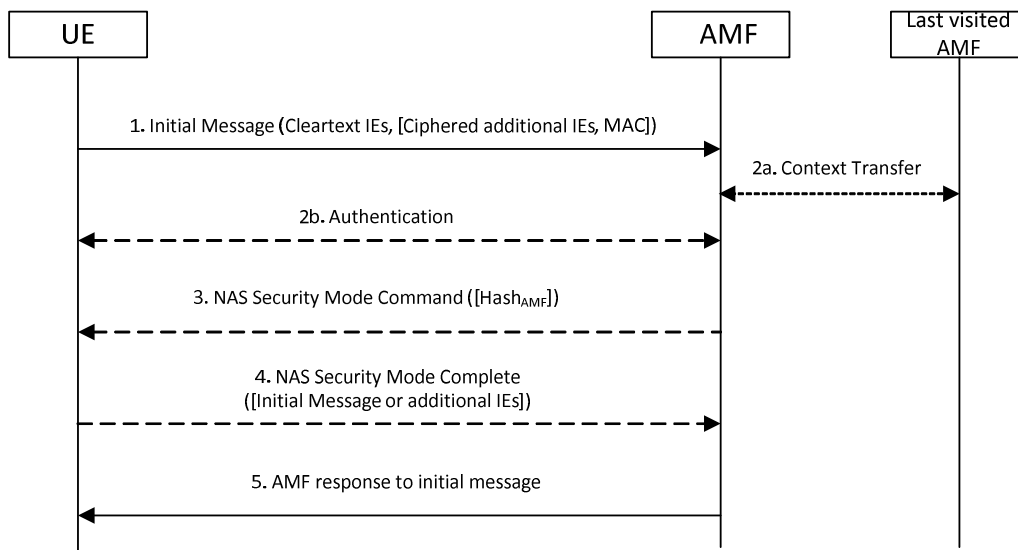 UE
AMF
Last visited
AMF
1. Initial Message (Cleartext IEs, [Ciphered additional IEs, MAC])
2a. Context Transfer
2b. Authentication
3. NAS Security Mode Command ([HashAMF])
4. NAS Security Mode Complete
([Initial Message or additional IEs])
5. AMF response to initial message